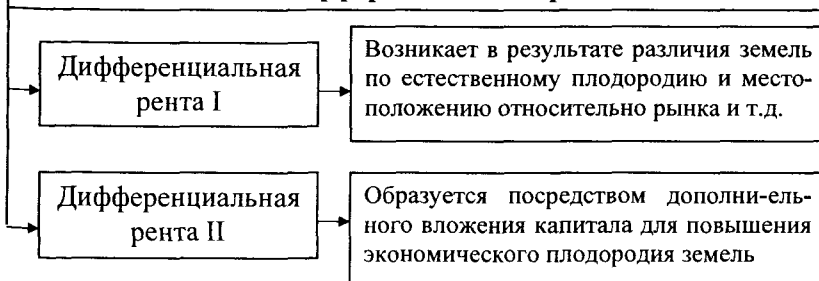 Дифференциальная
рента I
Возникает в результате различия земель
по естественному плодородию и место-
положению относительно рынка и т.д.
Дифференциальная
рента II
Образуется посредством дополни-ель-
ного вложения капитала для повышения
экономического плодородия земель